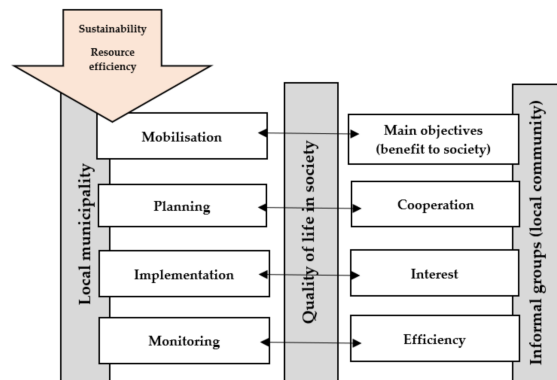 Sustainability
Resource
efficiency
Local municipality
Mobilisation
Planning
Implementation
Monitoring
Quality of life in society
Main objectives
(benefit to society)
Cooperation
Interest
Efficiency
Informal groups (local community)